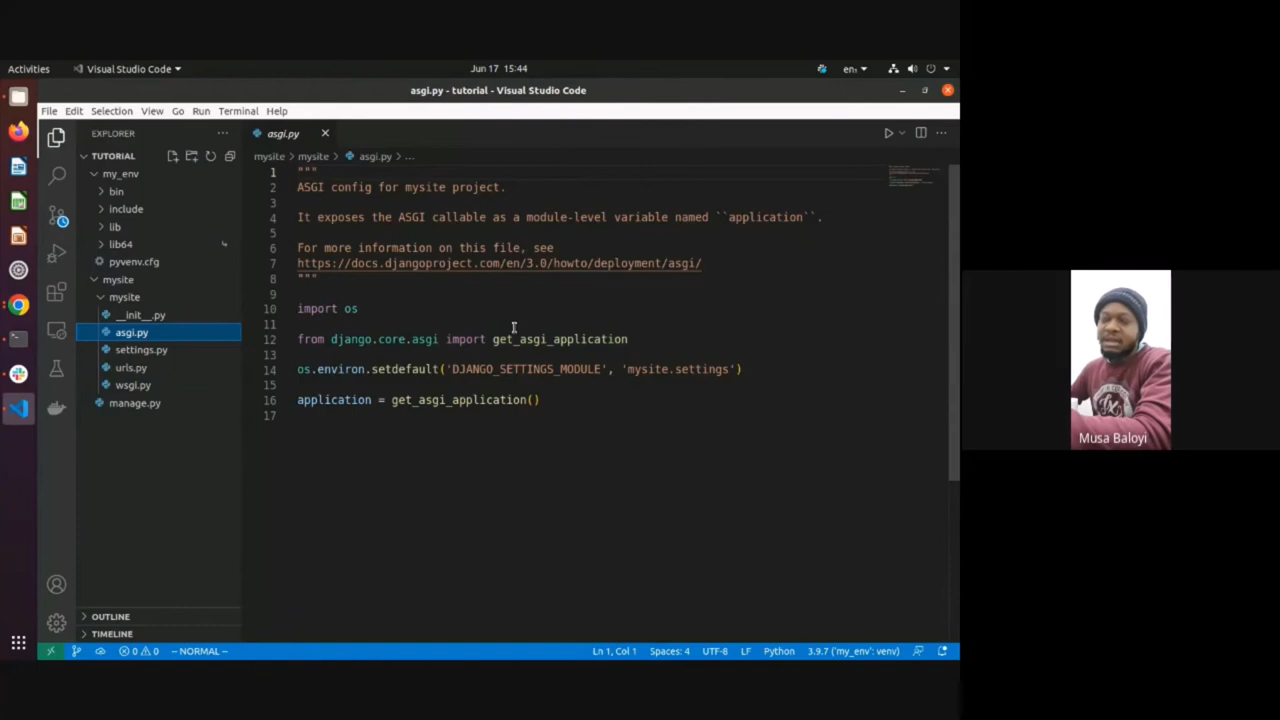 Activities
Visual Studio Code
Jun 17 15:44
en₁
asgi.py - tutorial - Visual Studio Code
File Edit Selection View Go Run Terminal Help
EXPLORER
TUTORIAL
my_env
bin
include
lib
lib64
pyvenv.cfg
mysite
mysite
__init__.py
asgi.py
settings.py
urls.py
wsgi.py
manage.py
OUTLINE
TIMELINE
asgi.py
mysite > mysite > asgi.py > ...
1 """
2 ASGI config for mysite project.
3
4 It exposes the ASGI callable as a module-level variable named ``application``.
5
6 For more information on this file, see
7 https://docs.djangoproject.com/en/3.0/howto/deployment/asgi/
8 """
9
10 import os
11
12 from django.core.asgi import get_asgi_application
13
14 os.environ.setdefault('DJANGO_SETTINGS_MODULE', 'mysite.settings')
15
16 application = get_asgi_application()
17
0 0 -- NORMAL --
Ln 1, Col 1 Spaces: 4 UTF-8 LF Python 3.9.7 ('my_env': venv)
Musa Baloyi